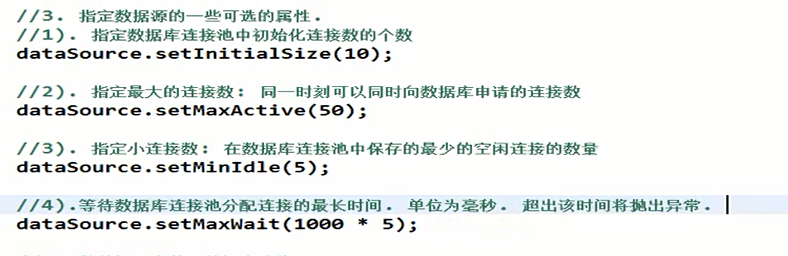 //3. 指定数据源的一些可选的属性.
//1). 指定数据库连接池中初始化连接数的个数
dataSource.setInitialSize(10);
//2). 指定最大的连接数: 同一时刻可以同时向数据库申请的连接数
dataSource.setMaxActive(50);
//3). 指定小连接数: 在数据库连接池中保存的最少的空闲连接的数量
dataSource.setMinIdle(5);
//4).等待数据库连接池分配连接的最长时间. 单位为毫秒. 超出该时间将抛出异常.
dataSource.setMaxWait(1000 * 5);